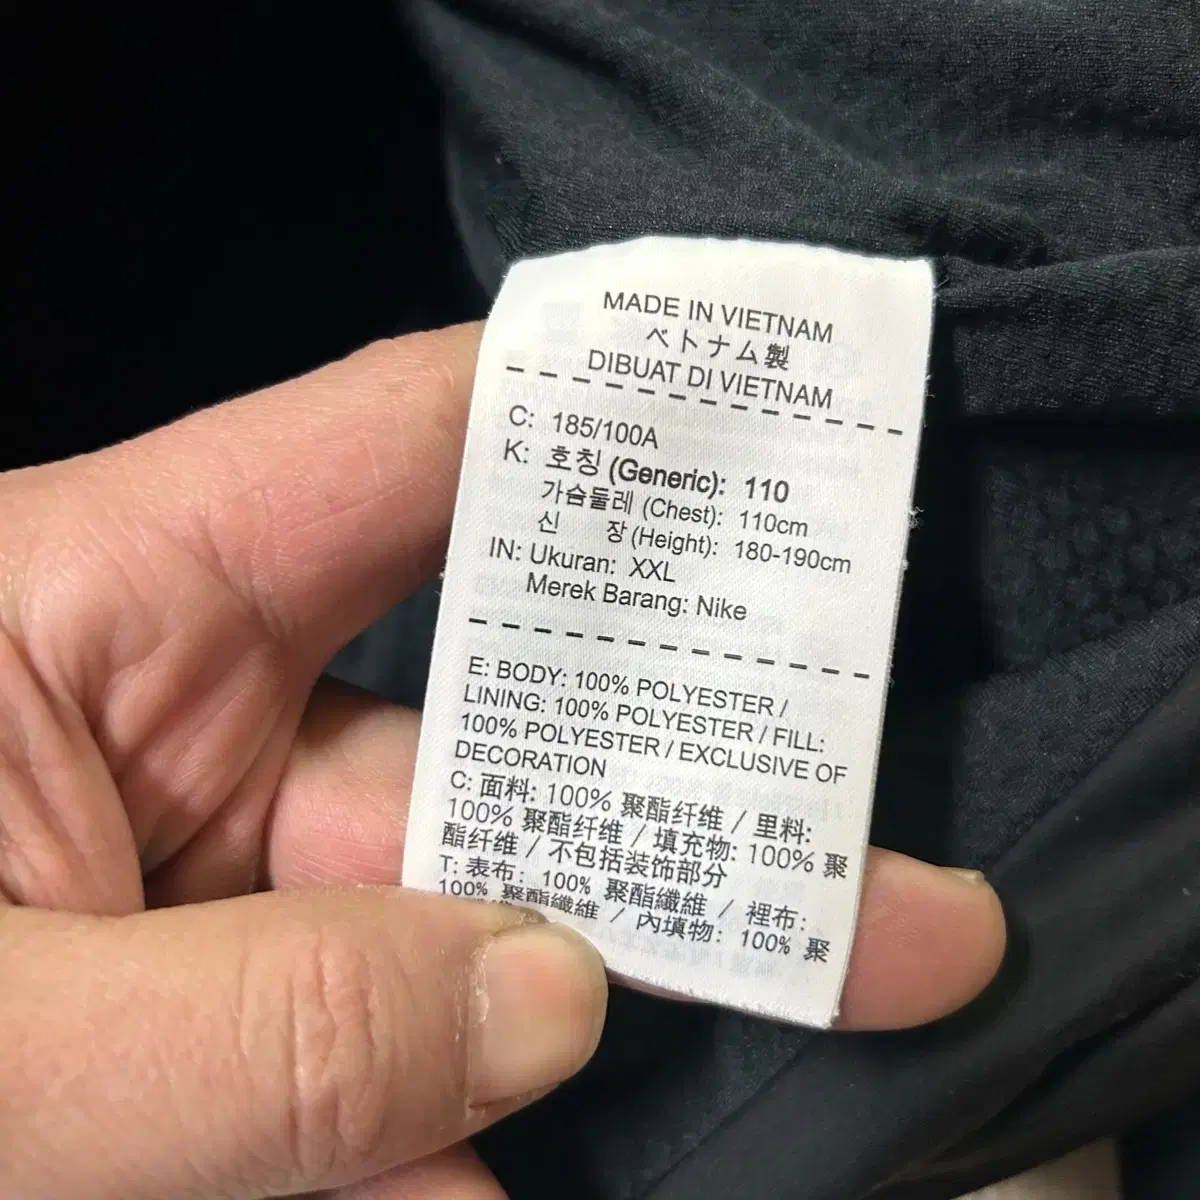 MADE IN VIETNAM
ベトナム製
DIBUAT DI VIETNAM
C: 185/100A
K: 호칭 (Generic): 110
가슴둘레 (Chest): 110cm
신 장 (Height): 180-190cm
IN: Ukuran: XXL
Merek Barang: Nike
E: BODY: 100% POLYESTER /
LINING: 100% POLYESTER / FILL:
100% POLYESTER / EXCLUSIVE OF
DECORATION
C: 面料: 100% 聚酯纤维 / 里料:
100% 聚酯纤维 / 填充物: 100% 聚
酯纤维 / 不包括装饰部分
T: 表布: 100% 聚酯纖維 / 裡布:
100% 聚酯纖維 / 內填物: 100% 聚